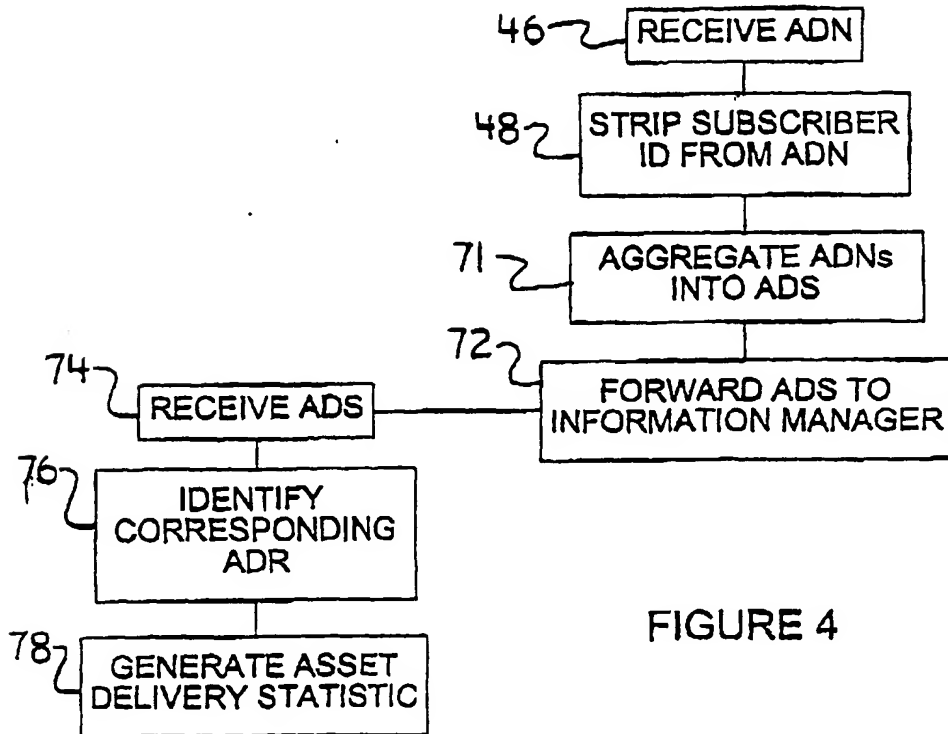 46
RECEIVE ADN
48
STRIP SUBSCRIBER
ID FROM ADN
71
AGGREGATE ADNs
INTO ADS
72
FORWARD ADS TO
INFORMATION MANAGER
74
RECEIVE ADS
76
IDENTIFY
CORRESPONDING
ADR
78
GENERATE ASSET
DELIVERY STATISTIC
FIGURE 4